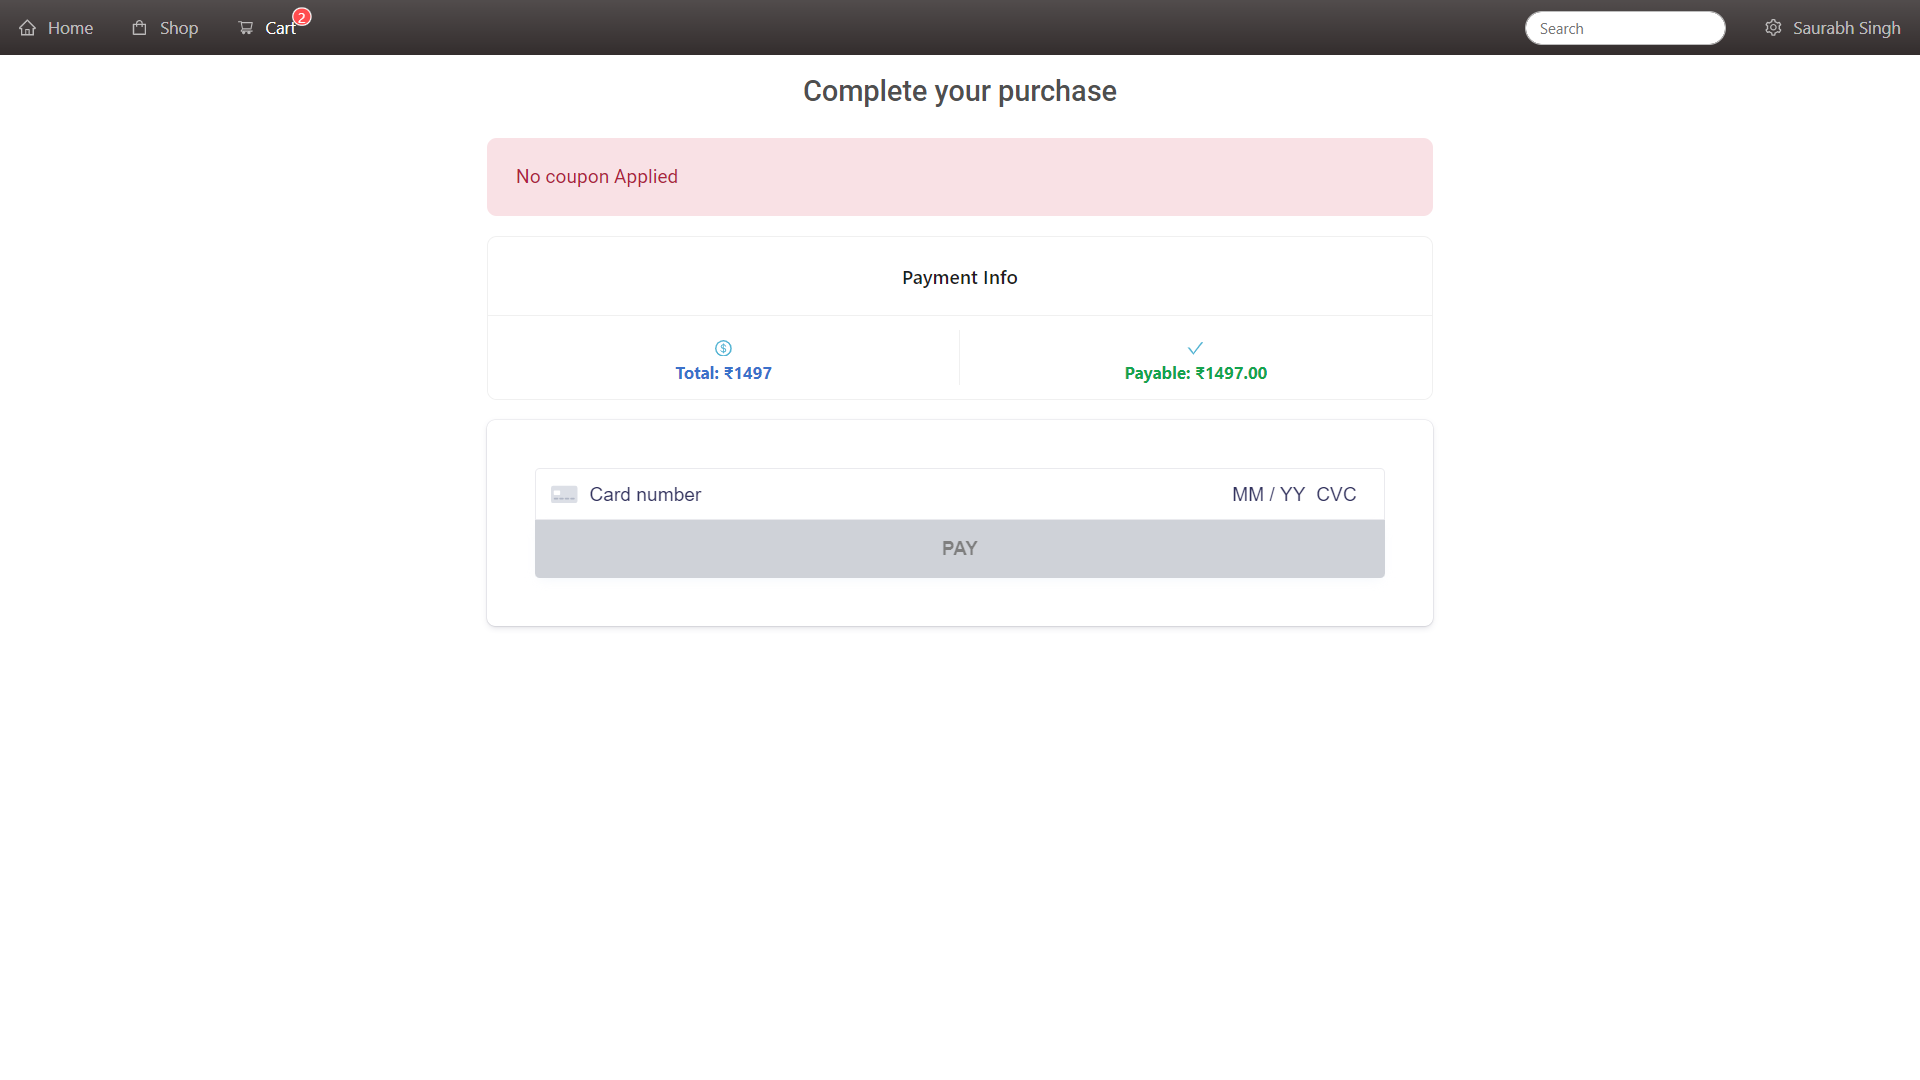 Home Shop Cart 2 Search Saurabh Singh
Complete your purchase
No coupon Applied
Payment Info
Total: ₹1497 Payable: ₹1497.00
Card number MM / YY CVC
PAY